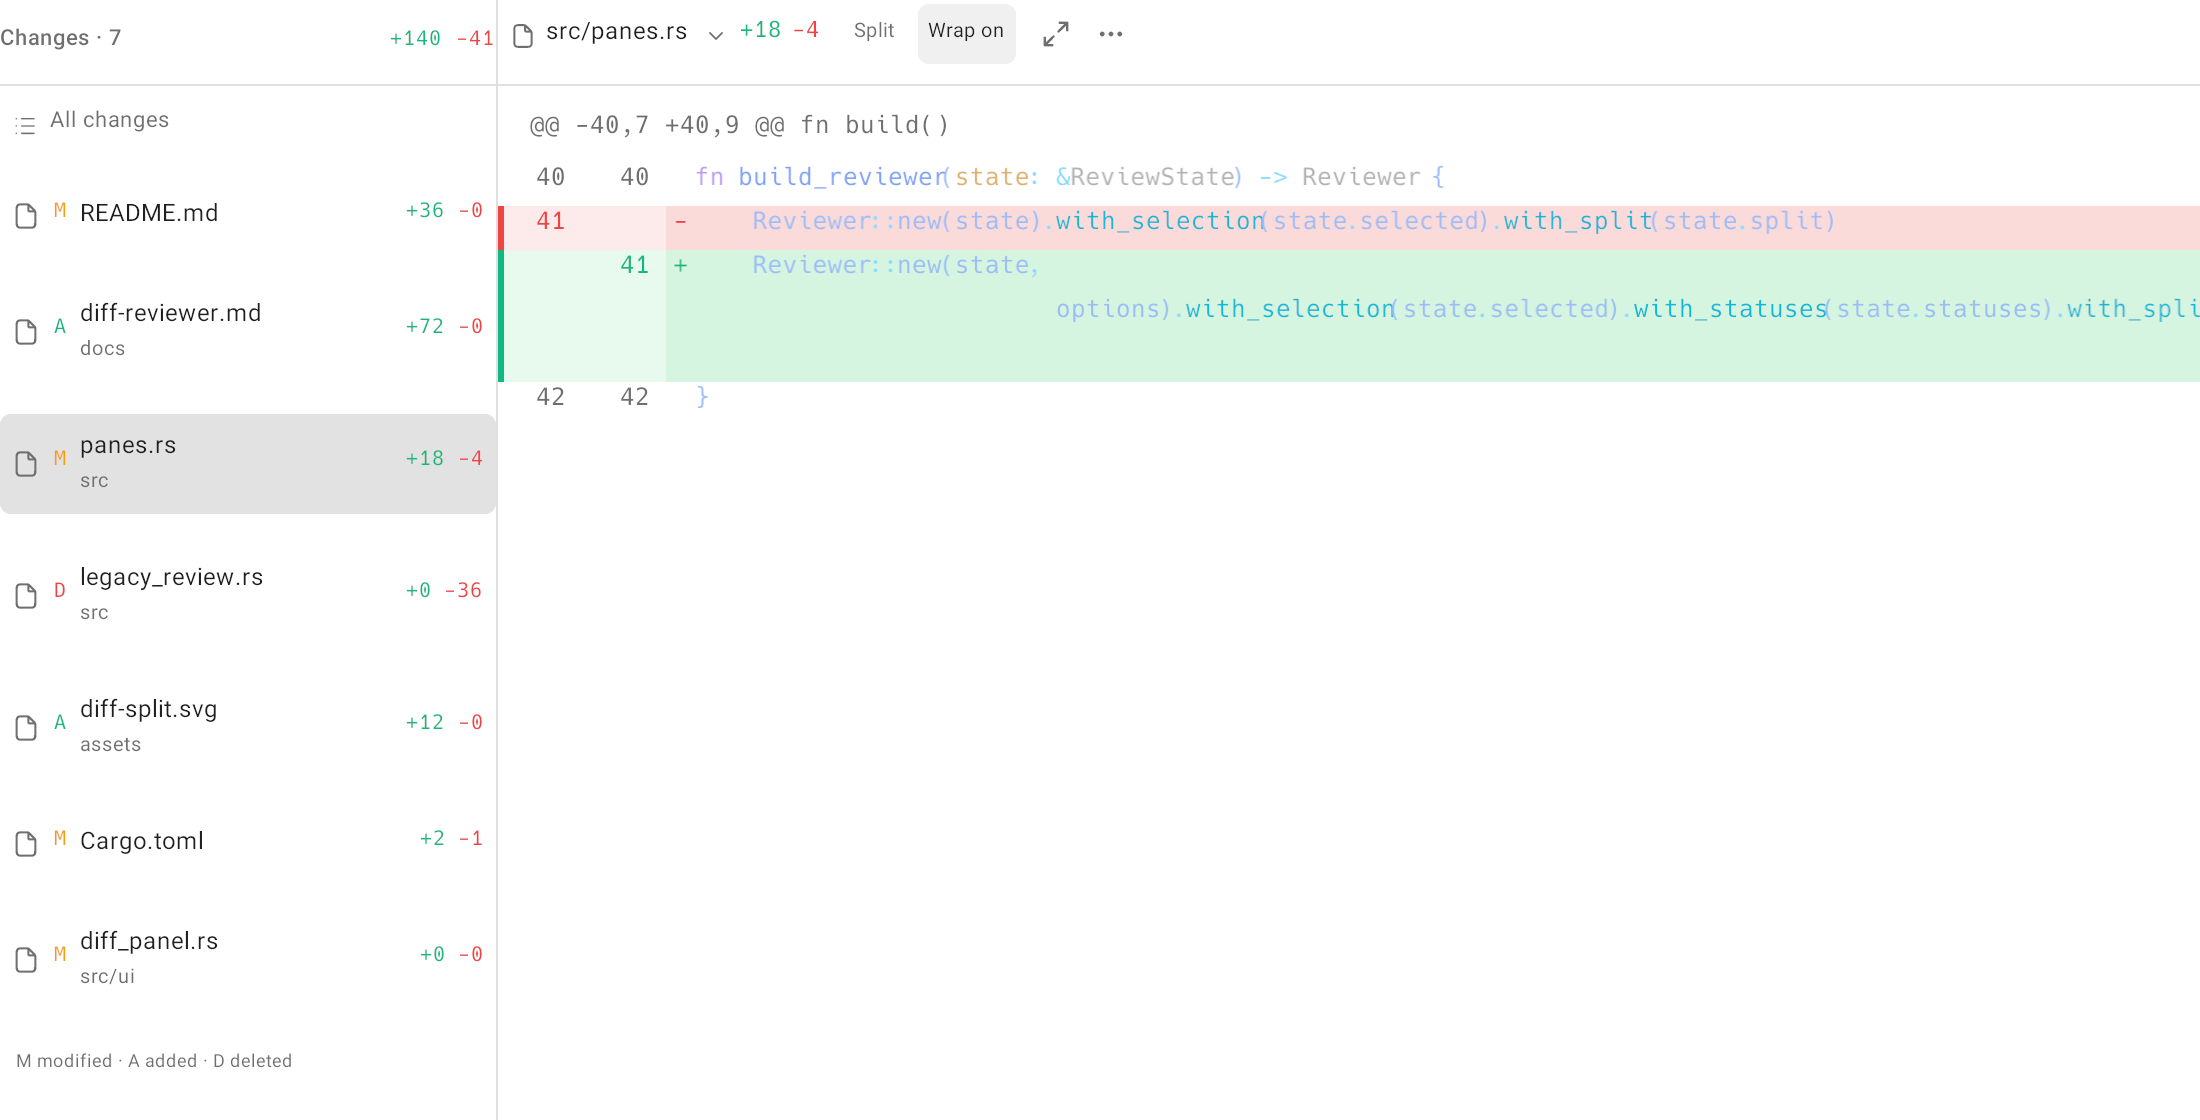 Changes · 7 +140 -41
All changes
M README.md +36 -0
A diff-reviewer.md +72 -0
docs
M panes.rs +18 -4
src
D legacy_review.rs +0 -36
src
A diff-split.svg +12 -0
assets
M Cargo.toml +2 -1
M diff_panel.rs +0 -0
src/ui
M modified · A added · D deleted
src/panes.rs +18 -4 Split Wrap on
@@ -40,7 +40,9 @@ fn build()
40 40 fn build_reviewer(state: &ReviewState) -> Reviewer {
41 - Reviewer::new(state).with_selection(state.selected).with_split(state.split)
41 + Reviewer::new(state,
options).with_selection(state.selected).with_statuses(state.statuses).with_spli
42 42 }